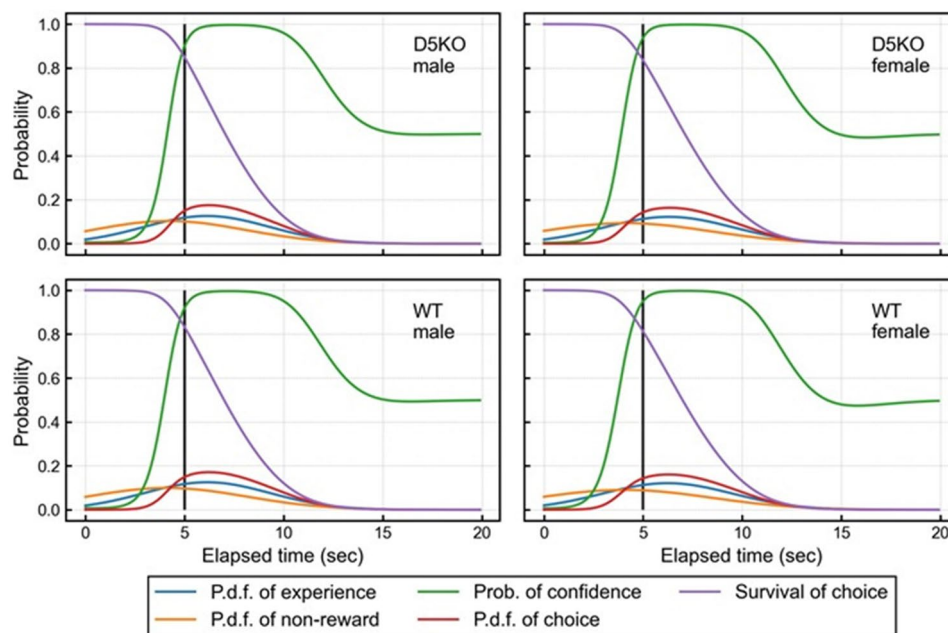 1.0
0.8
0.6
0.4
0.2
0.0
Probability
D5KO
male
D5KO
female
1.0
0.8
0.6
0.4
0.2
0.0
Probability
WT
male
WT
female
0 5 10 15 20
0 5 10 15 20
Elapsed time (sec)
Elapsed time (sec)
P.d.f. of experience
Prob. of confidence
Survival of choice
P.d.f. of non-reward
P.d.f. of choice